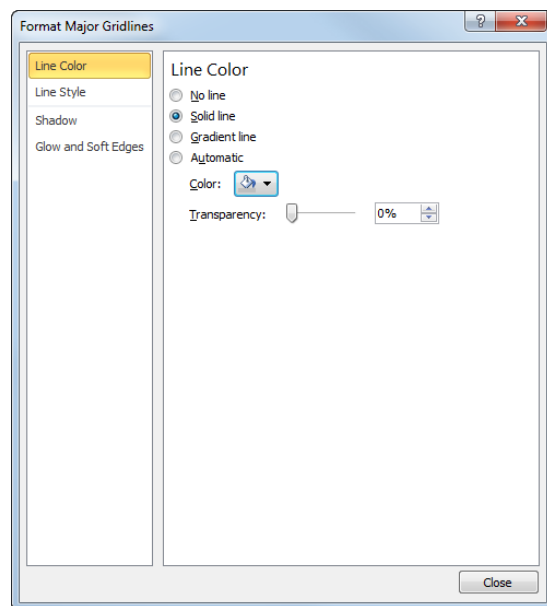 Format Major Gridlines
Line Color
Line Style
Shadow
Glow and Soft Edges
Line Color
No line
Solid line
Gradient line
Automatic
Color:
Transparency:
0%
Close